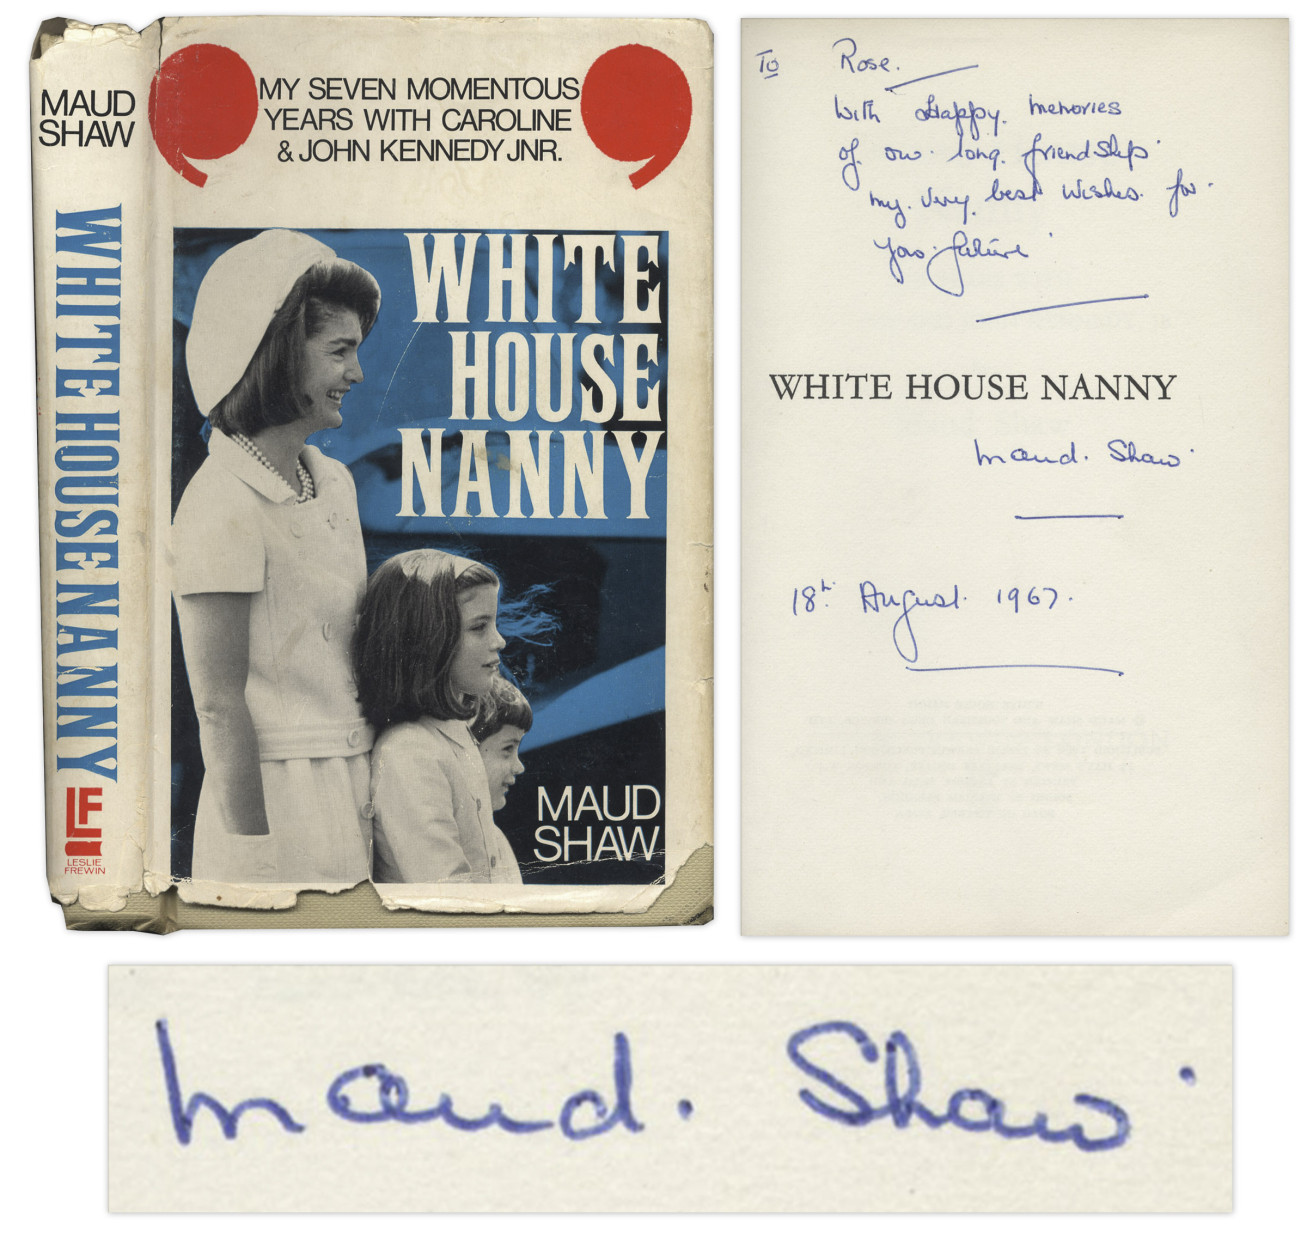 MAUD
SHAW
WHITE HOUSE NANNY
LF
LESLIE
FREWIN
MY SEVEN MOMENTOUS
YEARS WITH CAROLINE
& JOHN KENNEDY JNR.
WHITE
HOUSE
NANNY
MAUD
SHAW
To Rose.
With Happy. memories
of. our. long. friendship.
my. very. best wishes. for.
your future
WHITE HOUSE NANNY
Maud. Shaw.
18th August. 1967.
Maud. Shaw.